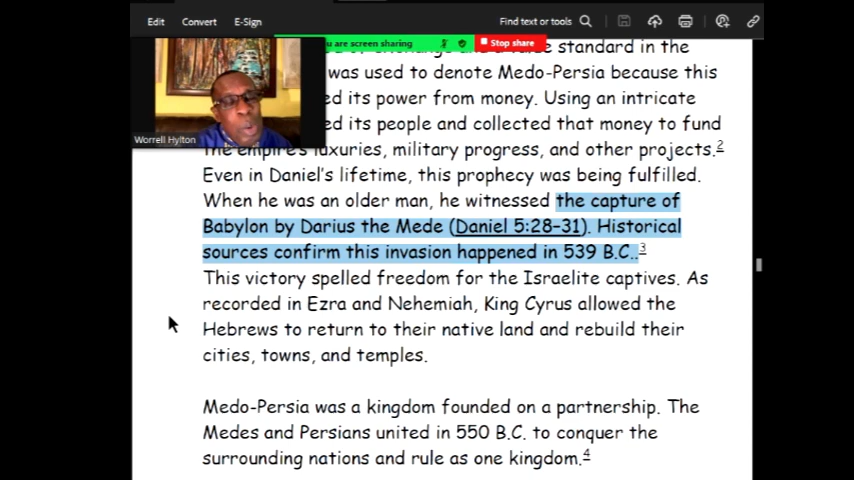 Edit Convert E-Sign Find text or tools
u are screen sharing Stop share
standard in the
was used to denote Medo-Persia because this
ed its power from money. Using an intricate
Worrell Hylton
ed its people and collected that money to fund
the empire's luxuries, military progress, and other projects.2
Even in Daniel's lifetime, this prophecy was being fulfilled.
When he was an older man, he witnessed the capture of
Babylon by Darius the Mede (Daniel 5:28–31). Historical
sources confirm this invasion happened in 539 B.C..3
This victory spelled freedom for the Israelite captives. As
recorded in Ezra and Nehemiah, King Cyrus allowed the
Hebrews to return to their native land and rebuild their
cities, towns, and temples.
Medo-Persia was a kingdom founded on a partnership. The
Medes and Persians united in 550 B.C. to conquer the
surrounding nations and rule as one kingdom.4